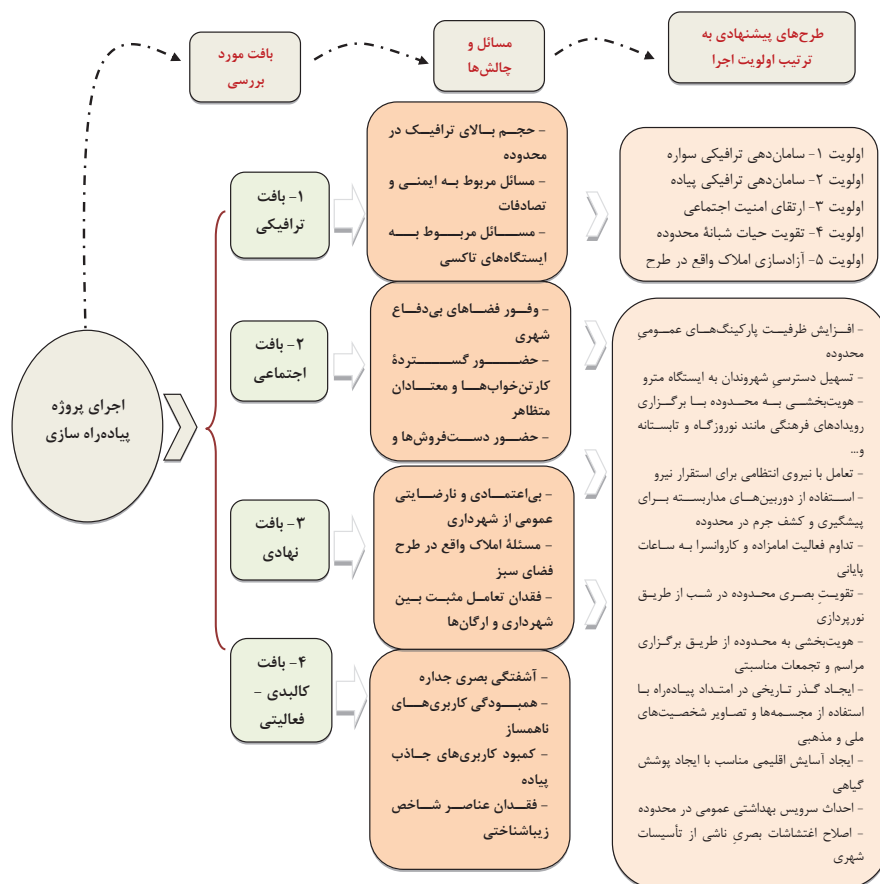 بافت مورد
بررسی
مسائل و
چالش‌ها
طرح‌های پیشنهادی به
ترتیب اولویت اجرا
اجرای پروژه
پیاده‌راه سازی
۱- بافت
ترافیکی
- حجم بالای ترافیک در
محدوده
- مسائل مربوط به ایمنی و
تصادفات
- مسائل مربوط به
ایستگاه‌های تاکسی
۲- بافت
اجتماعی
- وفور فضاهای بی‌دفاع
شهری
- حضور گستردهٔ
کارتن‌خواب‌ها و معتادان
متظاهر
- حضور دست‌فروش‌ها و
۳- بافت
نهادی
- بی‌اعتمادی و نارضایتی
عمومی از شهرداری
- مسئلهٔ املاک واقع در طرح
فضای سبز
- فقدان تعامل مثبت بین
شهرداری و ارگان‌ها
۴- بافت
کالبدی -
فعالیتی
- آشفتگی بصری جداره
- همبودگی کاربری‌های
ناهمساز
- کمبود کاربری‌های جاذب
پیاده
- فقدان عناصر شاخص
زیباشناختی
اولویت ۱- سامان‌دهی ترافیکی سواره
اولویت ۲- سامان‌دهی ترافیکی پیاده
اولویت ۳- ارتقای امنیت اجتماعی
اولویت ۴- تقویت حیات شبانهٔ محدوده
اولویت ۵- آزادسازی املاک واقع در طرح
- افزایش ظرفیت پارکینگ‌های عمومیِ
محدوده
- تسهیل دسترسیِ شهروندان به ایستگاه مترو
- هویت‌بخشی به محدوده با برگزاری
رویدادهای فرهنگی مانند نوروزگاه و تابستانه
و...
- تعامل با نیروی انتظامی برای استقرار نیرو
- استفاده از دوربین‌های مداربسته برای
پیشگیری و کشف جرم در محدوده
- تداوم فعالیت امامزاده و کاروانسرا به ساعات
پایانی
- تقویتِ بصری محدوده در شب از طریق
نورپردازی
- هویت‌بخشی به محدوده از طریق برگزاری
مراسم و تجمعات مناسبتی
- ایجاد گذر تاریخی در امتداد پیاده‌راه با
استفاده از مجسمه‌ها و تصاویر شخصیت‌های
ملی و مذهبی
- ایجاد آسایش اقلیمی مناسب با ایجاد پوشش
گیاهی
- احداث سرویس بهداشتی عمومی در محدوده
- اصلاح اغتشاشات بصریِ ناشی از تأسیسات
شهری